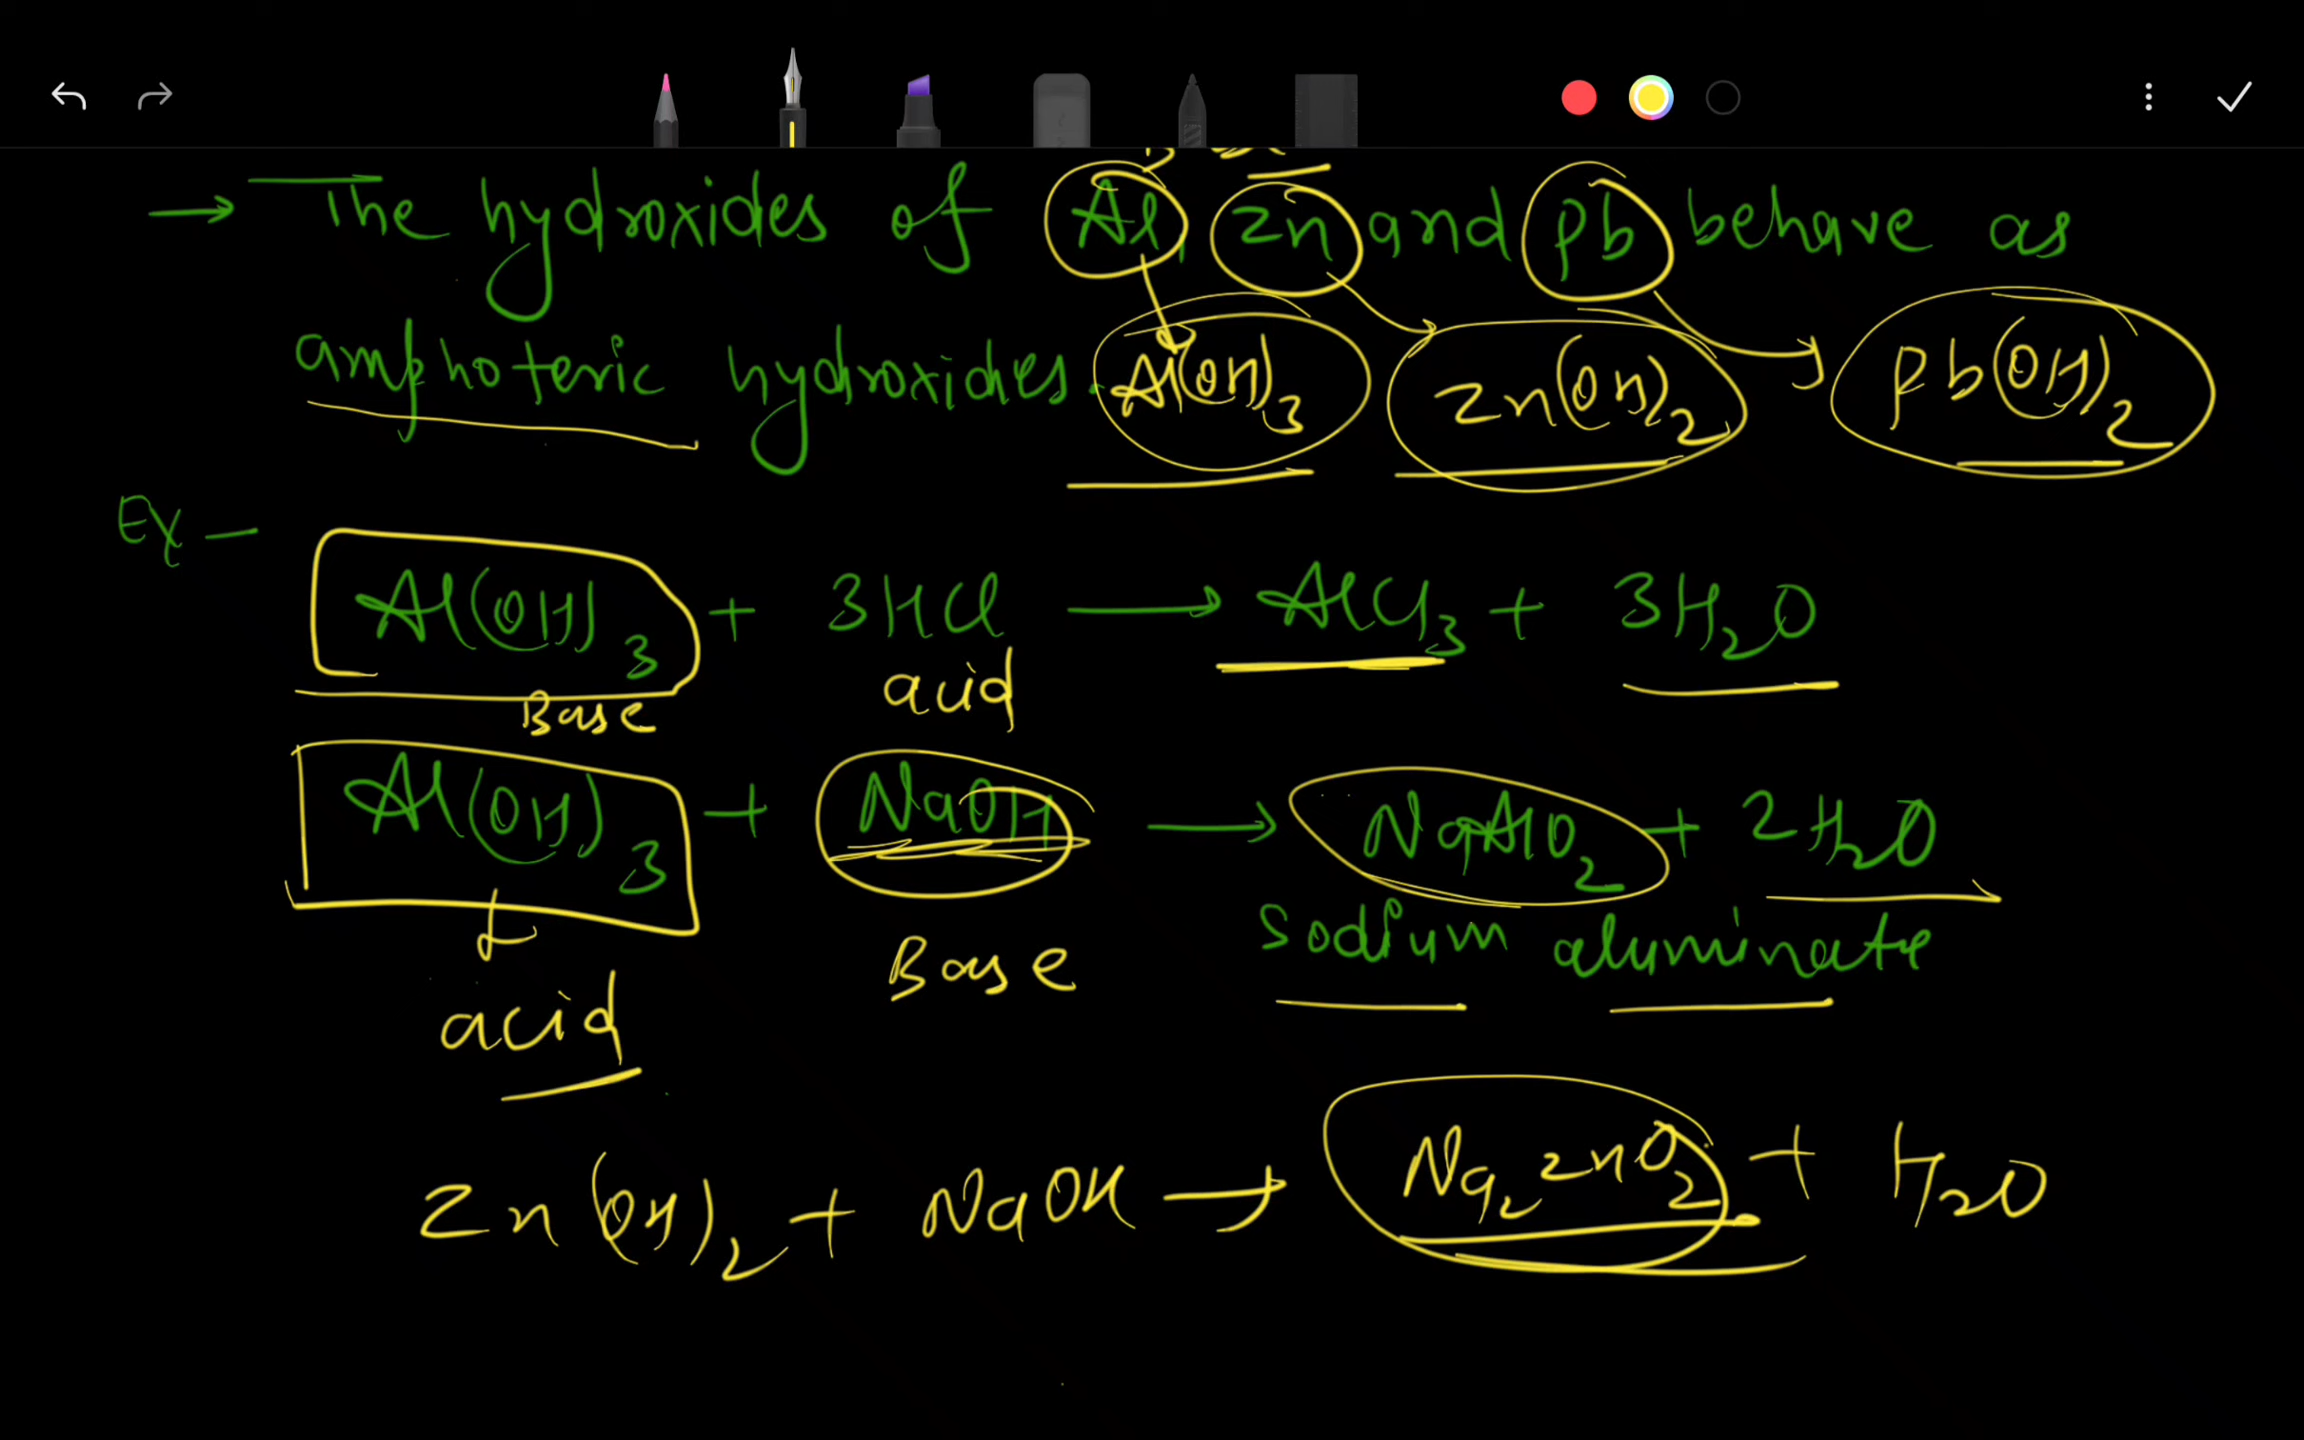 → The hydroxides of Al, Zn and Pb behave as
amphoteric hydroxides. Al(OH)3 Zn(OH)2 Pb(OH)2
Ex -
Al(OH)3 + 3HCl → AlCl3 + 3H2O
Base acid
Al(OH)3 + NaOH → NaAlO2 + 2H2O
Base sodium aluminate
acid
Zn(OH)2 + NaOH → Na2ZnO2 + H2O